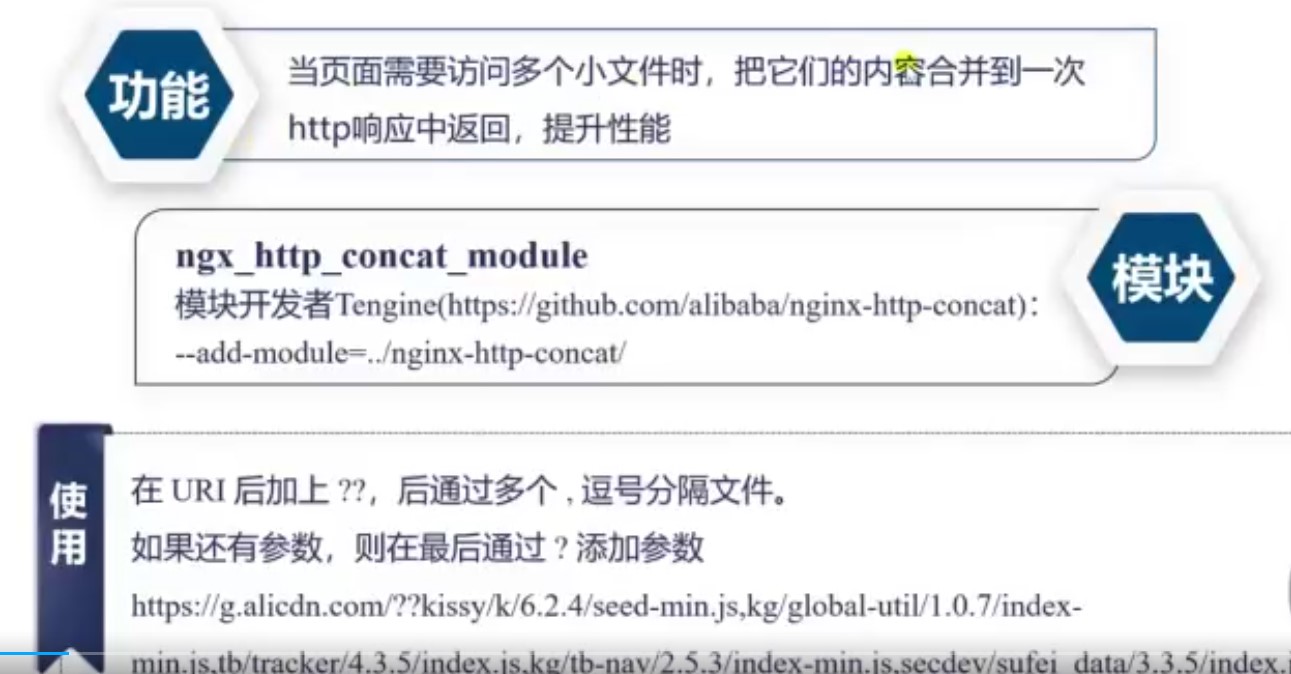 功能
当页面需要访问多个小文件时，把它们的内容合并到一次
http响应中返回，提升性能
ngx_http_concat_module
模块开发者Tengine(https://github.com/alibaba/nginx-http-concat)：
--add-module=../nginx-http-concat/
模块
使用
在 URI 后加上 ??，后通过多个 , 逗号分隔文件。
如果还有参数，则在最后通过 ? 添加参数
https://g.alicdn.com/??kissy/k/6.2.4/seed-min.js,kg/global-util/1.0.7/index-
min.js,tb/tracker/4.3.5/index.js,kg/tb-nav/2.5.3/index-min.js,secdev/sufei_data/3.3.5/index.j